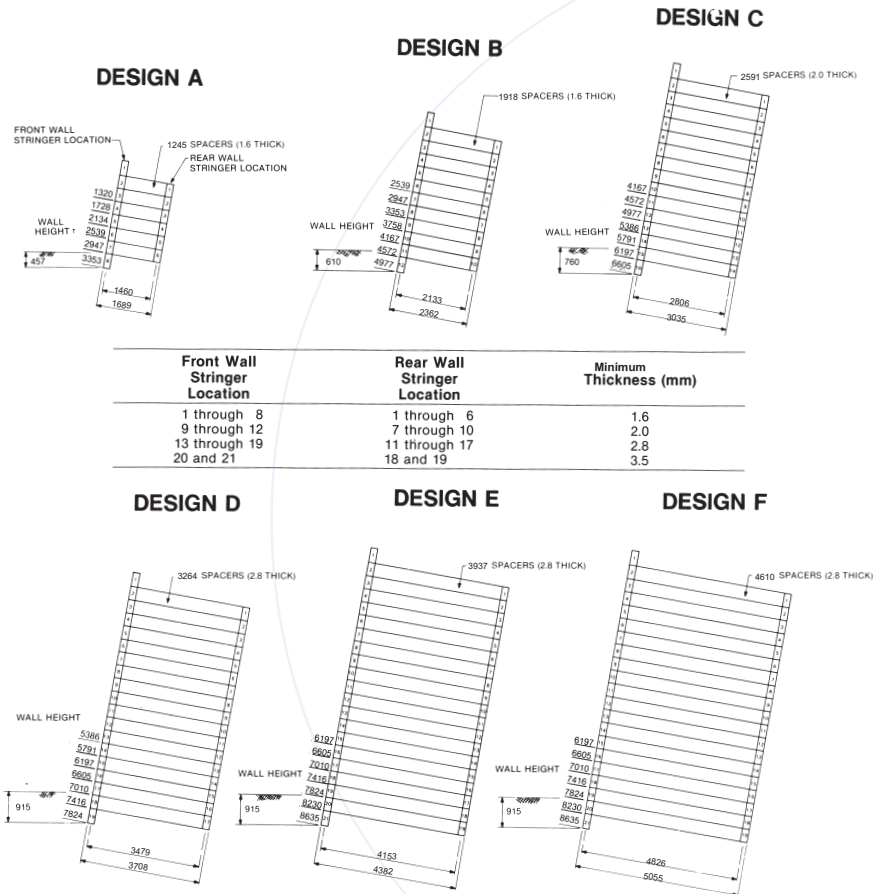 DESIGN A
DESIGN B
DESIGN C
FRONT WALL
STRINGER LOCATION
1245 SPACERS (1.6 THICK)
REAR WALL
STRINGER LOCATION
1320
1728
2134
2539
2947
3353
WALL
HEIGHT
457
1460
1689
1918 SPACERS (1.6 THICK)
2539
2947
3353
3758
4167
4572
4977
WALL HEIGHT
610
2133
2362
2591 SPACERS (2.0 THICK)
4167
4572
4977
5386
5791
6197
6605
WALL HEIGHT
760
2806
3035
Front Wall Stringer Location Rear Wall Stringer Location Minimum Thickness (mm)
1 through 8 1 through 6 1.6
9 through 12 7 through 10 2.0
13 through 19 11 through 17 2.8
20 and 21 18 and 19 3.5
DESIGN D
DESIGN E
DESIGN F
3264 SPACERS (2.8 THICK)
WALL HEIGHT
5386
5791
6197
6605
7010
7416
7824
915
3479
3708
3937 SPACERS (2.8 THICK)
6197
6605
7010
7416
7824
8230
8635
WALL HEIGHT
915
4153
4382
4610 SPACERS (2.8 THICK)
6197
6605
7010
7416
7824
8230
8635
WALL HEIGHT
915
4826
5055